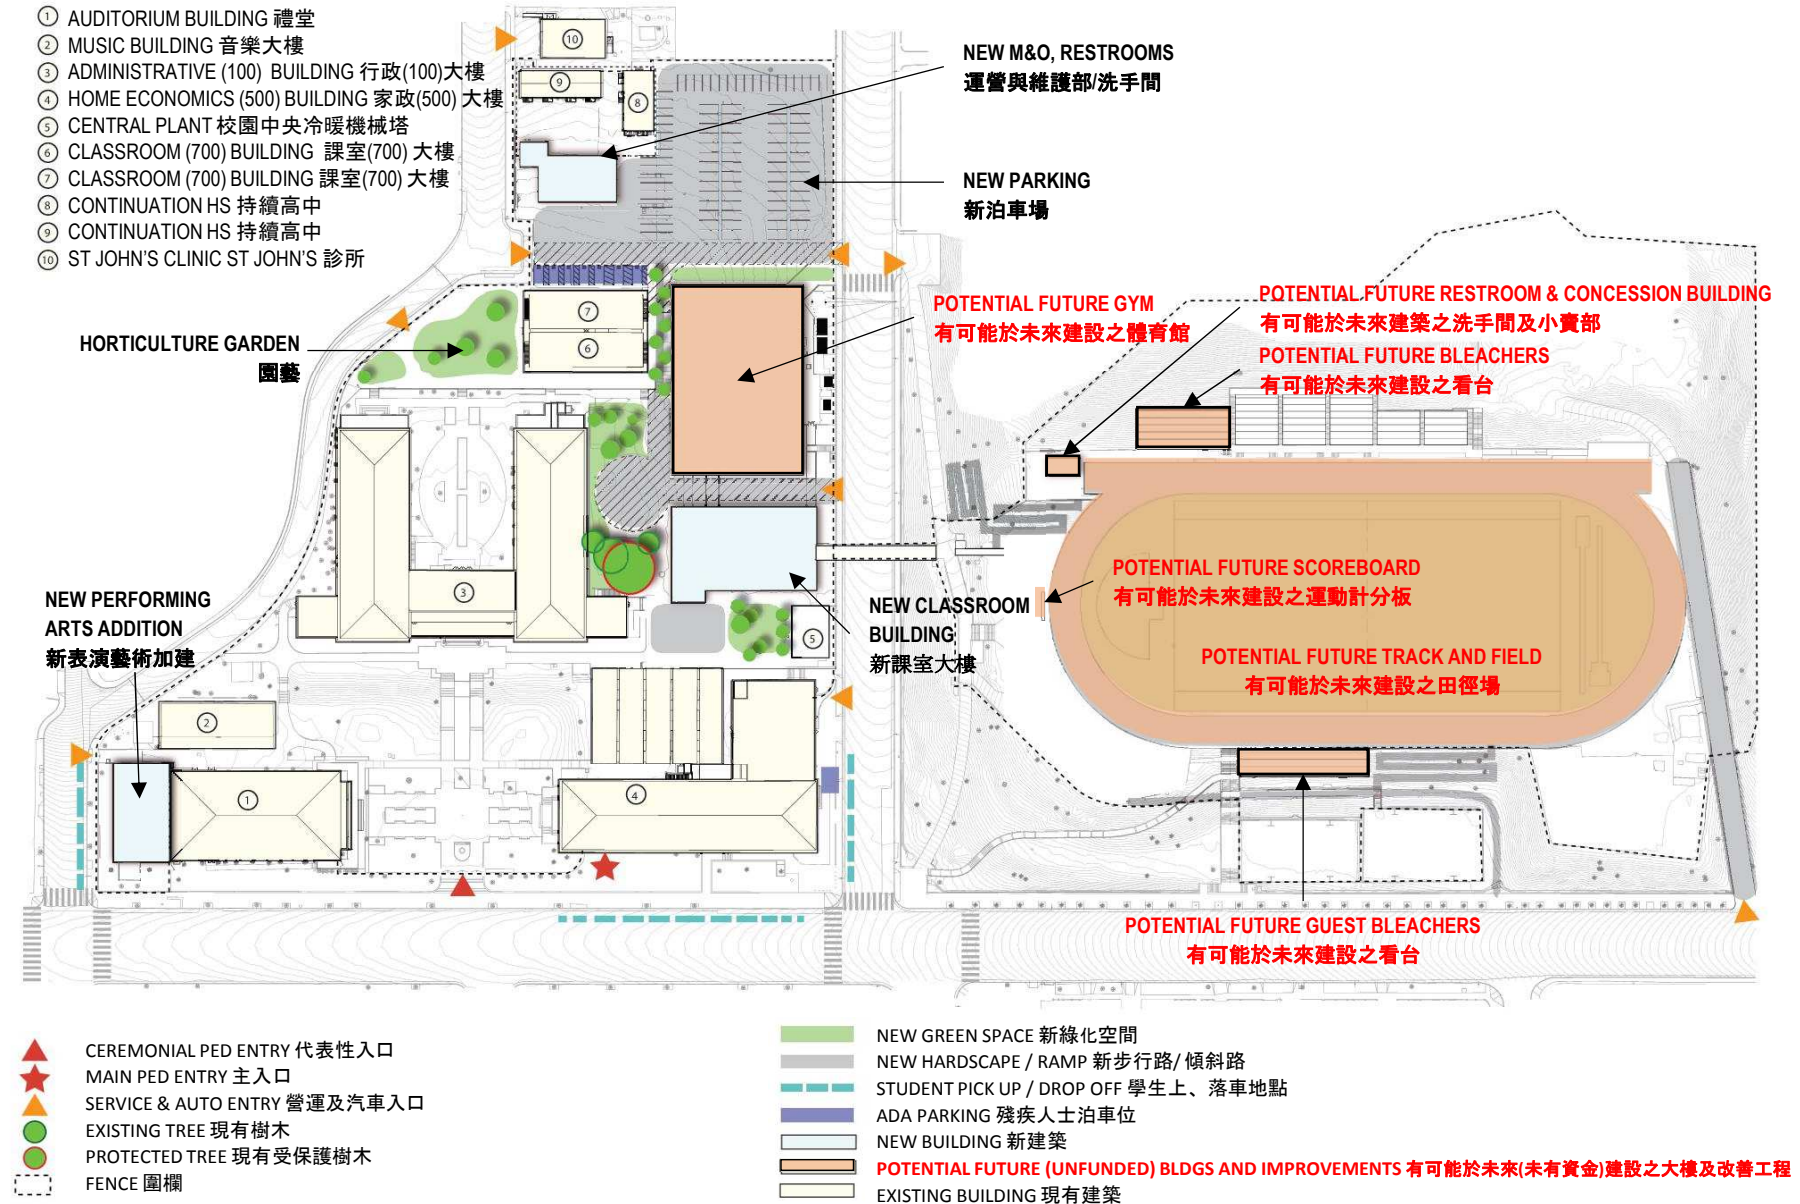 ① AUDITORIUM BUILDING 禮堂
② MUSIC BUILDING 音樂大樓
③ ADMINISTRATIVE (100) BUILDING 行政(100)大樓
④ HOME ECONOMICS (500) BUILDING 家政(500) 大樓
⑤ CENTRAL PLANT 校園中央冷暖機械塔
⑥ CLASSROOM (700) BUILDING 課室(700) 大樓
⑦ CLASSROOM (700) BUILDING 課室(700) 大樓
⑧ CONTINUATION HS 持續高中
⑨ CONTINUATION HS 持續高中
⑩ ST JOHN'S CLINIC ST JOHN'S 診所
10
9
8
NEW M&O, RESTROOMS
運營與維護部/洗手間
NEW PARKING
新泊車場
HORTICULTURE GARDEN
園藝
7
6
POTENTIAL FUTURE GYM
有可能於未來建設之體育館
POTENTIAL FUTURE RESTROOM & CONCESSION BUILDING
有可能於未來建築之洗手間及小賣部
POTENTIAL FUTURE BLEACHERS
有可能於未來建設之看台
POTENTIAL FUTURE SCOREBOARD
有可能於未來建設之運動計分板
POTENTIAL FUTURE TRACK AND FIELD
有可能於未來建設之田徑場
NEW PERFORMING
ARTS ADDITION
新表演藝術加建
3
NEW CLASSROOM
BUILDING
新課室大樓
5
2
1
4
POTENTIAL FUTURE GUEST BLEACHERS
有可能於未來建設之看台
CEREMONIAL PED ENTRY 代表性入口
MAIN PED ENTRY 主入口
SERVICE & AUTO ENTRY 營運及汽車入口
EXISTING TREE 現有樹木
PROTECTED TREE 現有受保護樹木
FENCE 圍欄
NEW GREEN SPACE 新綠化空間
NEW HARDSCAPE / RAMP 新步行路/ 傾斜路
STUDENT PICK UP / DROP OFF 學生上、落車地點
ADA PARKING 殘疾人士泊車位
NEW BUILDING 新建築
POTENTIAL FUTURE (UNFUNDED) BLDGS AND IMPROVEMENTS 有可能於未來(未有資金)建設之大樓及改善工程
EXISTING BUILDING 現有建築